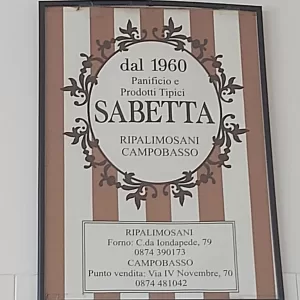 dal 1960
Panificio e
Prodotti Tipici
SABETTA
RIPALIMOSANI
CAMPOBASSO
RIPALIMOSANI
Forno: C.da Iondapede, 79
0874 390173
CAMPOBASSO
Punto vendita: Via IV Novembre, 70
0874 481042